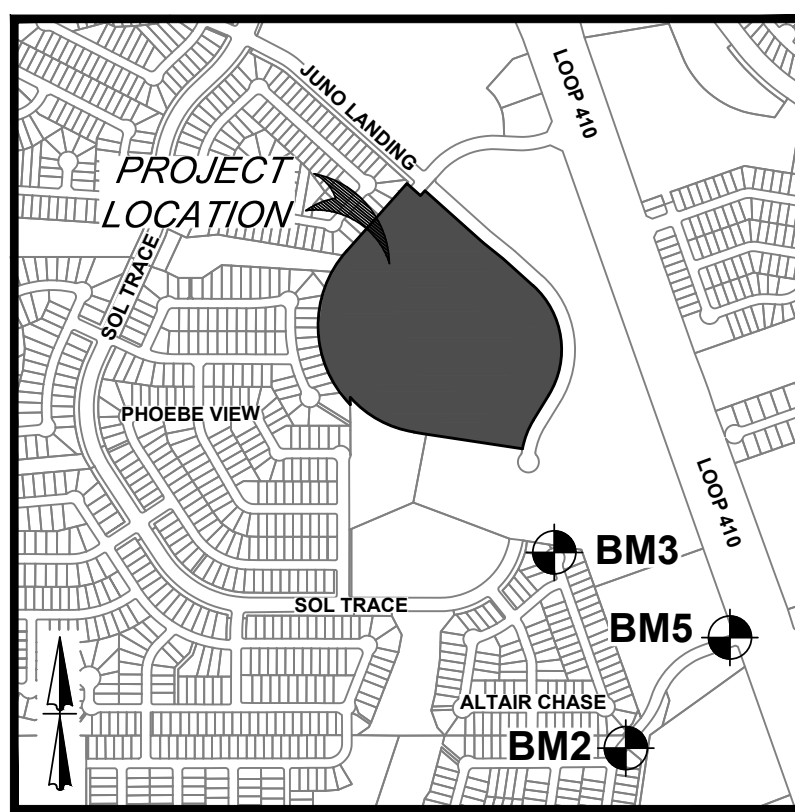 LOOP 410
JUNO LANDING
PROJECT
LOCATION
SOL TRACE
PHOEBE VIEW
LOOP 410
BM3
SOL TRACE
BM5
ALTAIR CHASE
BM2